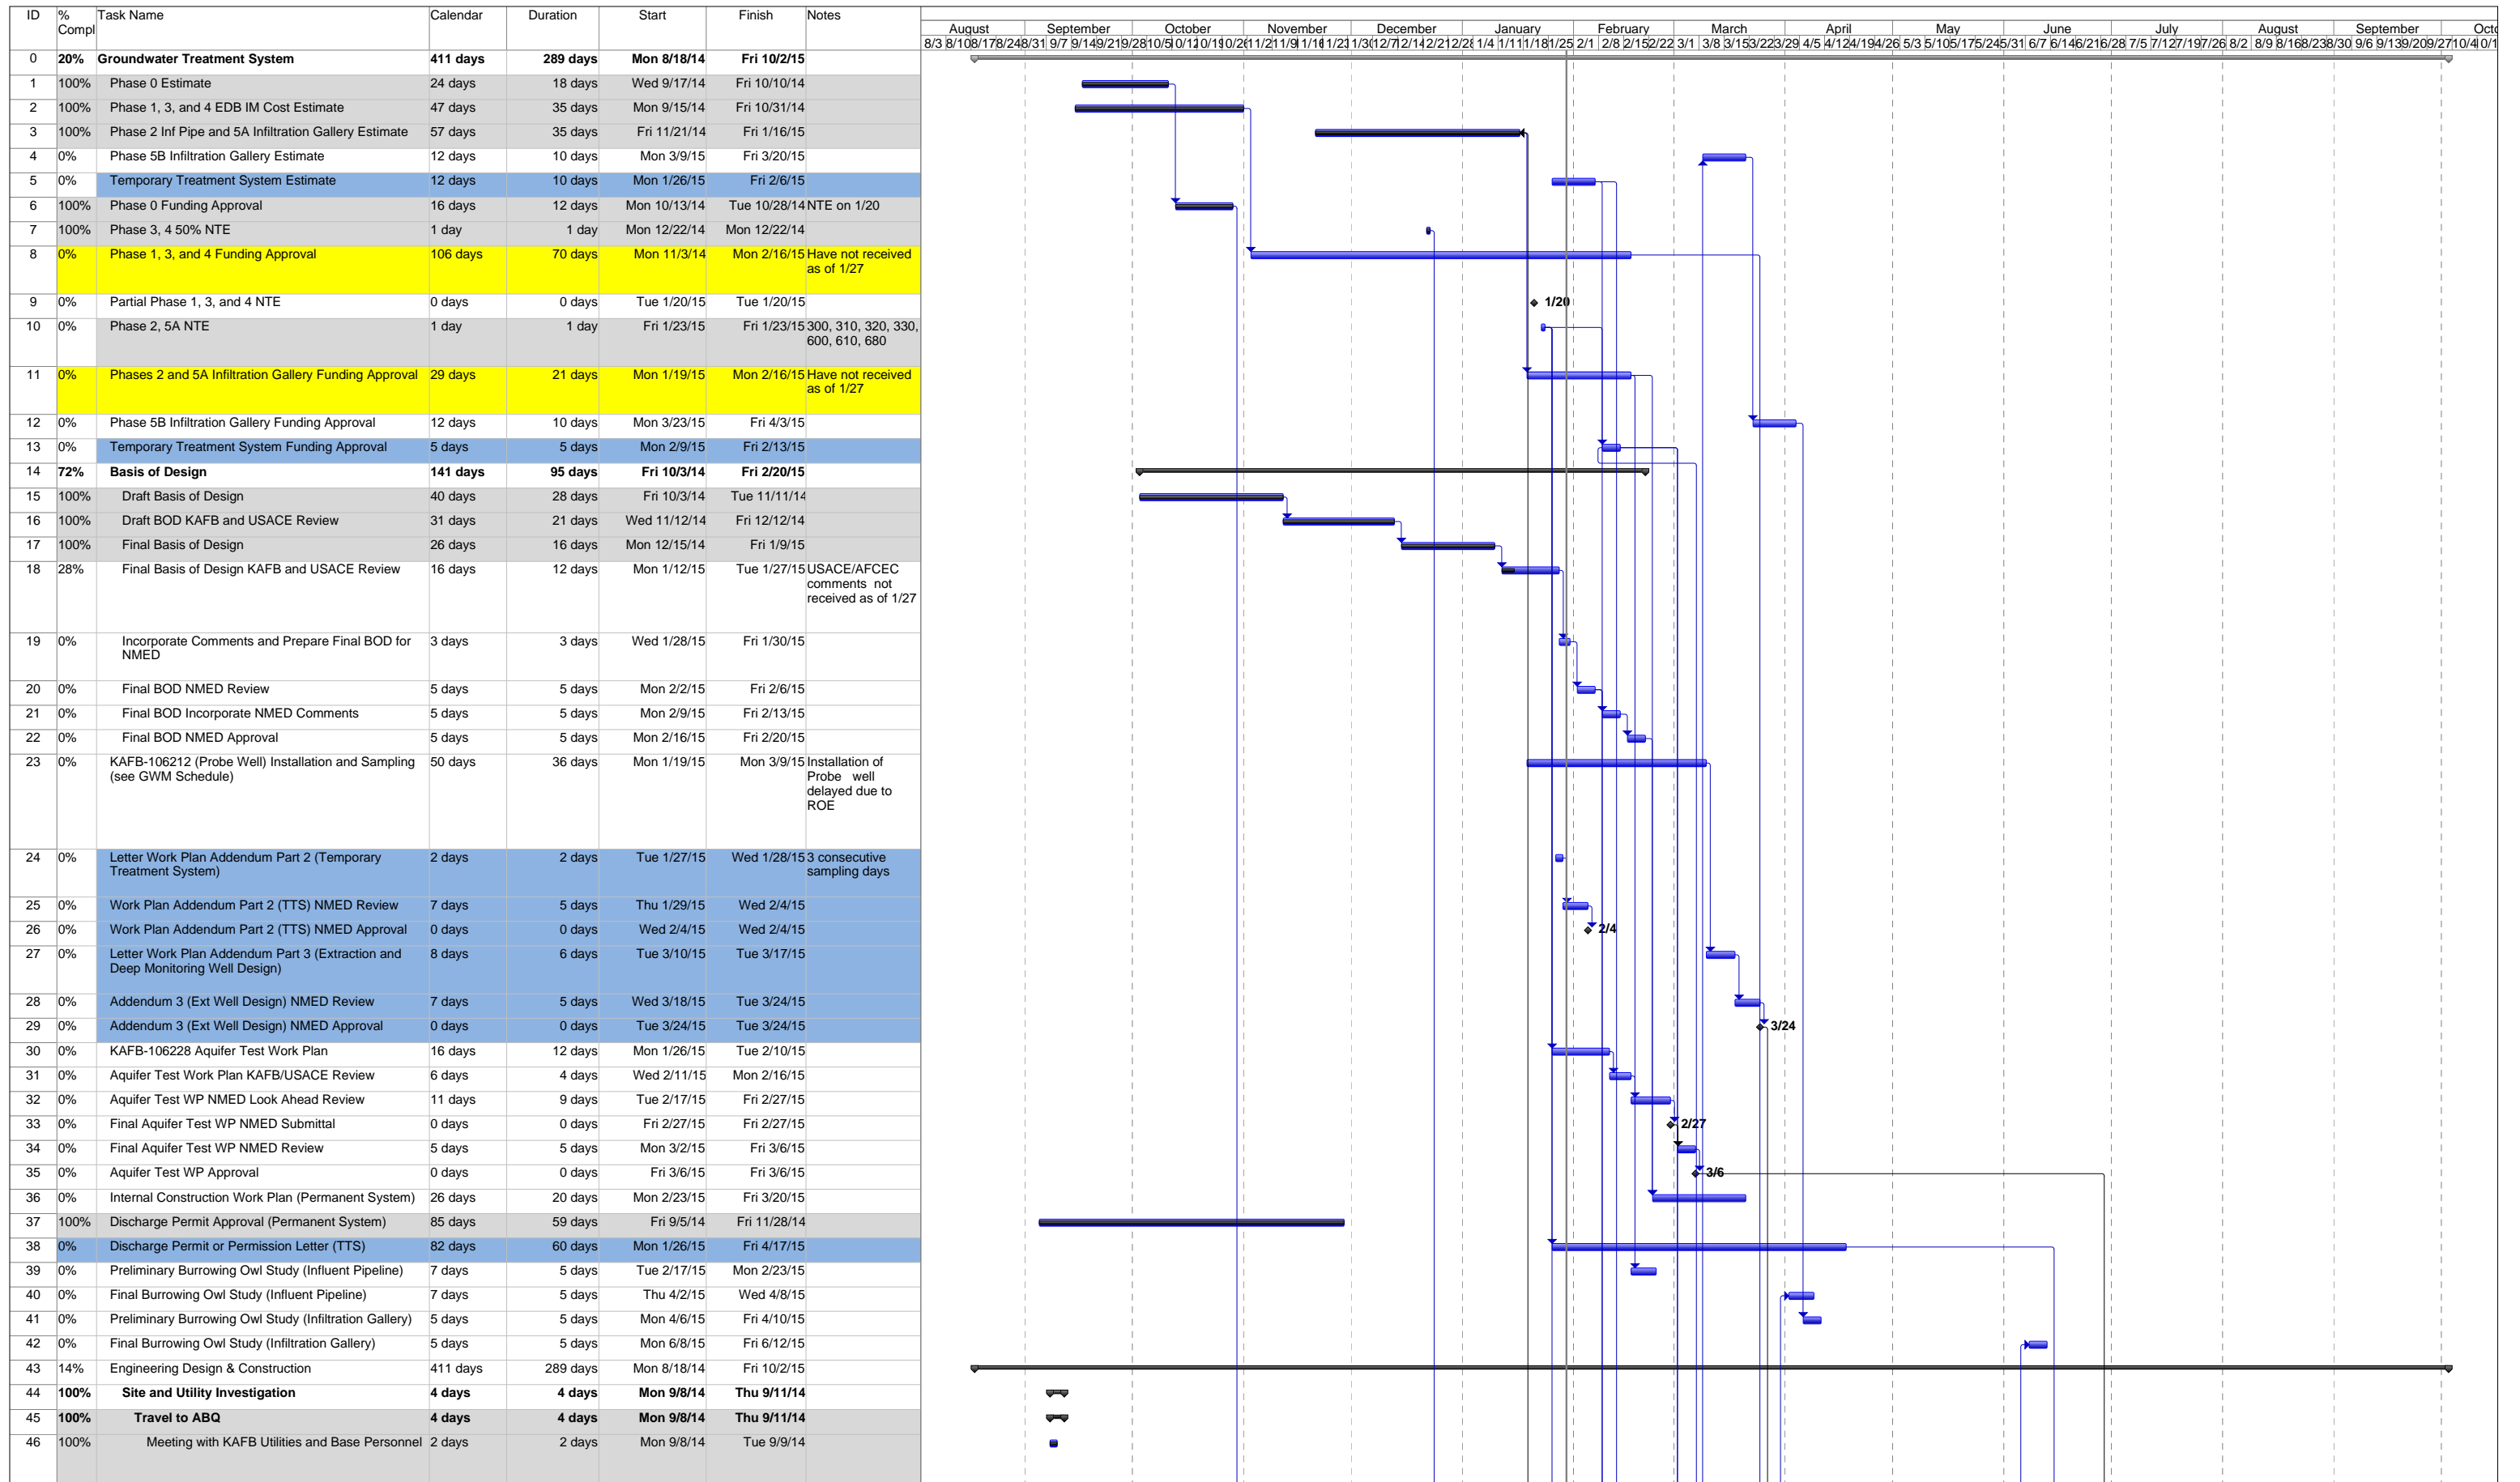 ID % Compl Task Name Calendar Duration Start Finish Notes
August September October November December January February March April May June July August September
0 20% Groundwater Treatment System 411 days 289 days Mon 8/18/14 Fri 10/2/15
1 100% Phase 0 Estimate 24 days 18 days Wed 9/17/14 Fri 10/10/14
2 100% Phase 1, 3, and 4 EDB IM Cost Estimate 47 days 35 days Mon 9/15/14 Fri 10/31/14
3 100% Phase 2 Inf Pipe and 5A Infiltration Gallery Estimate 57 days 35 days Fri 11/21/14 Fri 1/16/15
4 0% Phase 5B Infiltration Gallery Estimate 12 days 10 days Mon 3/9/15 Fri 3/20/15
5 0% Temporary Treatment System Estimate 12 days 10 days Mon 1/26/15 Fri 2/6/15
6 100% Phase 0 Funding Approval 16 days 12 days Mon 10/13/14 Tue 10/28/14 NTE on 1/20
7 100% Phase 3, 4 50% NTE 1 day 1 day Mon 12/22/14 Mon 12/22/14
8 0% Phase 1, 3, and 4 Funding Approval 106 days 70 days Mon 11/3/14 Mon 2/16/15 Have not received
as of 1/27
9 0% Partial Phase 1, 3, and 4 NTE 0 days 0 days Tue 1/20/15 Tue 1/20/15 1/20
10 0% Phase 2, 5A NTE 1 day 1 day Fri 1/23/15 Fri 1/23/15 300, 310, 320, 330,
600, 610, 680
11 0% Phases 2 and 5A Infiltration Gallery Funding Approval 29 days 21 days Mon 1/19/15 Mon 2/16/15 Have not received
as of 1/27
12 0% Phase 5B Infiltration Gallery Funding Approval 12 days 10 days Mon 3/23/15 Fri 4/3/15
13 0% Temporary Treatment System Funding Approval 5 days 5 days Mon 2/9/15 Fri 2/13/15
14 72% Basis of Design 141 days 95 days Fri 10/3/14 Fri 2/20/15
15 100% Draft Basis of Design 40 days 28 days Fri 10/3/14 Tue 11/11/14
16 100% Draft BOD KAFB and USACE Review 31 days 21 days Wed 11/12/14 Fri 12/12/14
17 100% Final Basis of Design 26 days 16 days Mon 12/15/14 Fri 1/9/15
18 28% Final Basis of Design KAFB and USACE Review 16 days 12 days Mon 1/12/15 Tue 1/27/15 USACE/AFCEC
comments not
received as of 1/27
19 0% Incorporate Comments and Prepare Final BOD for 3 days 3 days Wed 1/28/15 Fri 1/30/15
NMED
20 0% Final BOD NMED Review 5 days 5 days Mon 2/2/15 Fri 2/6/15
21 0% Final BOD Incorporate NMED Comments 5 days 5 days Mon 2/9/15 Fri 2/13/15
22 0% Final BOD NMED Approval 5 days 5 days Mon 2/16/15 Fri 2/20/15
23 0% KAFB-106212 (Probe Well) Installation and Sampling 50 days 36 days Mon 1/19/15 Mon 3/9/15 Installation of
(see GWM Schedule) Probe well
delayed due to
ROE
24 0% Letter Work Plan Addendum Part 2 (Temporary 2 days 2 days Tue 1/27/15 Wed 1/28/15 3 consecutive
Treatment System) sampling days
25 0% Work Plan Addendum Part 2 (TTS) NMED Review 7 days 5 days Thu 1/29/15 Wed 2/4/15
26 0% Work Plan Addendum Part 2 (TTS) NMED Approval 0 days 0 days Wed 2/4/15 Wed 2/4/15 2/4
27 0% Letter Work Plan Addendum Part 3 (Extraction and 8 days 6 days Tue 3/10/15 Tue 3/17/15
Deep Monitoring Well Design)
28 0% Addendum 3 (Ext Well Design) NMED Review 7 days 5 days Wed 3/18/15 Tue 3/24/15
29 0% Addendum 3 (Ext Well Design) NMED Approval 0 days 0 days Tue 3/24/15 Tue 3/24/15 3/24
30 0% KAFB-106228 Aquifer Test Work Plan 16 days 12 days Mon 1/26/15 Tue 2/10/15
31 0% Aquifer Test Work Plan KAFB/USACE Review 6 days 4 days Wed 2/11/15 Mon 2/16/15
32 0% Aquifer Test WP NMED Look Ahead Review 11 days 9 days Tue 2/17/15 Fri 2/27/15
33 0% Final Aquifer Test WP NMED Submittal 0 days 0 days Fri 2/27/15 Fri 2/27/15 2/27
34 0% Final Aquifer Test WP NMED Review 5 days 5 days Mon 3/2/15 Fri 3/6/15
35 0% Aquifer Test WP Approval 0 days 0 days Fri 3/6/15 Fri 3/6/15 3/6
36 0% Internal Construction Work Plan (Permanent System) 26 days 20 days Mon 2/23/15 Fri 3/20/15
37 100% Discharge Permit Approval (Permanent System) 85 days 59 days Fri 9/5/14 Fri 11/28/14
38 0% Discharge Permit or Permission Letter (TTS) 82 days 60 days Mon 1/26/15 Fri 4/17/15
39 0% Preliminary Burrowing Owl Study (Influent Pipeline) 7 days 5 days Tue 2/17/15 Mon 2/23/15
40 0% Final Burrowing Owl Study (Influent Pipeline) 7 days 5 days Thu 4/2/15 Wed 4/8/15
41 0% Preliminary Burrowing Owl Study (Infiltration Gallery) 5 days 5 days Mon 4/6/15 Fri 4/10/15
42 0% Final Burrowing Owl Study (Infiltration Gallery) 5 days 5 days Mon 6/8/15 Fri 6/12/15
43 14% Engineering Design & Construction 411 days 289 days Mon 8/18/14 Fri 10/2/15
44 100% Site and Utility Investigation 4 days 4 days Mon 9/8/14 Thu 9/11/14
45 100% Travel to ABQ 4 days 4 days Mon 9/8/14 Thu 9/11/14
46 100% Meeting with KAFB Utilities and Base Personnel 2 days 2 days Mon 9/8/14 Tue 9/9/14